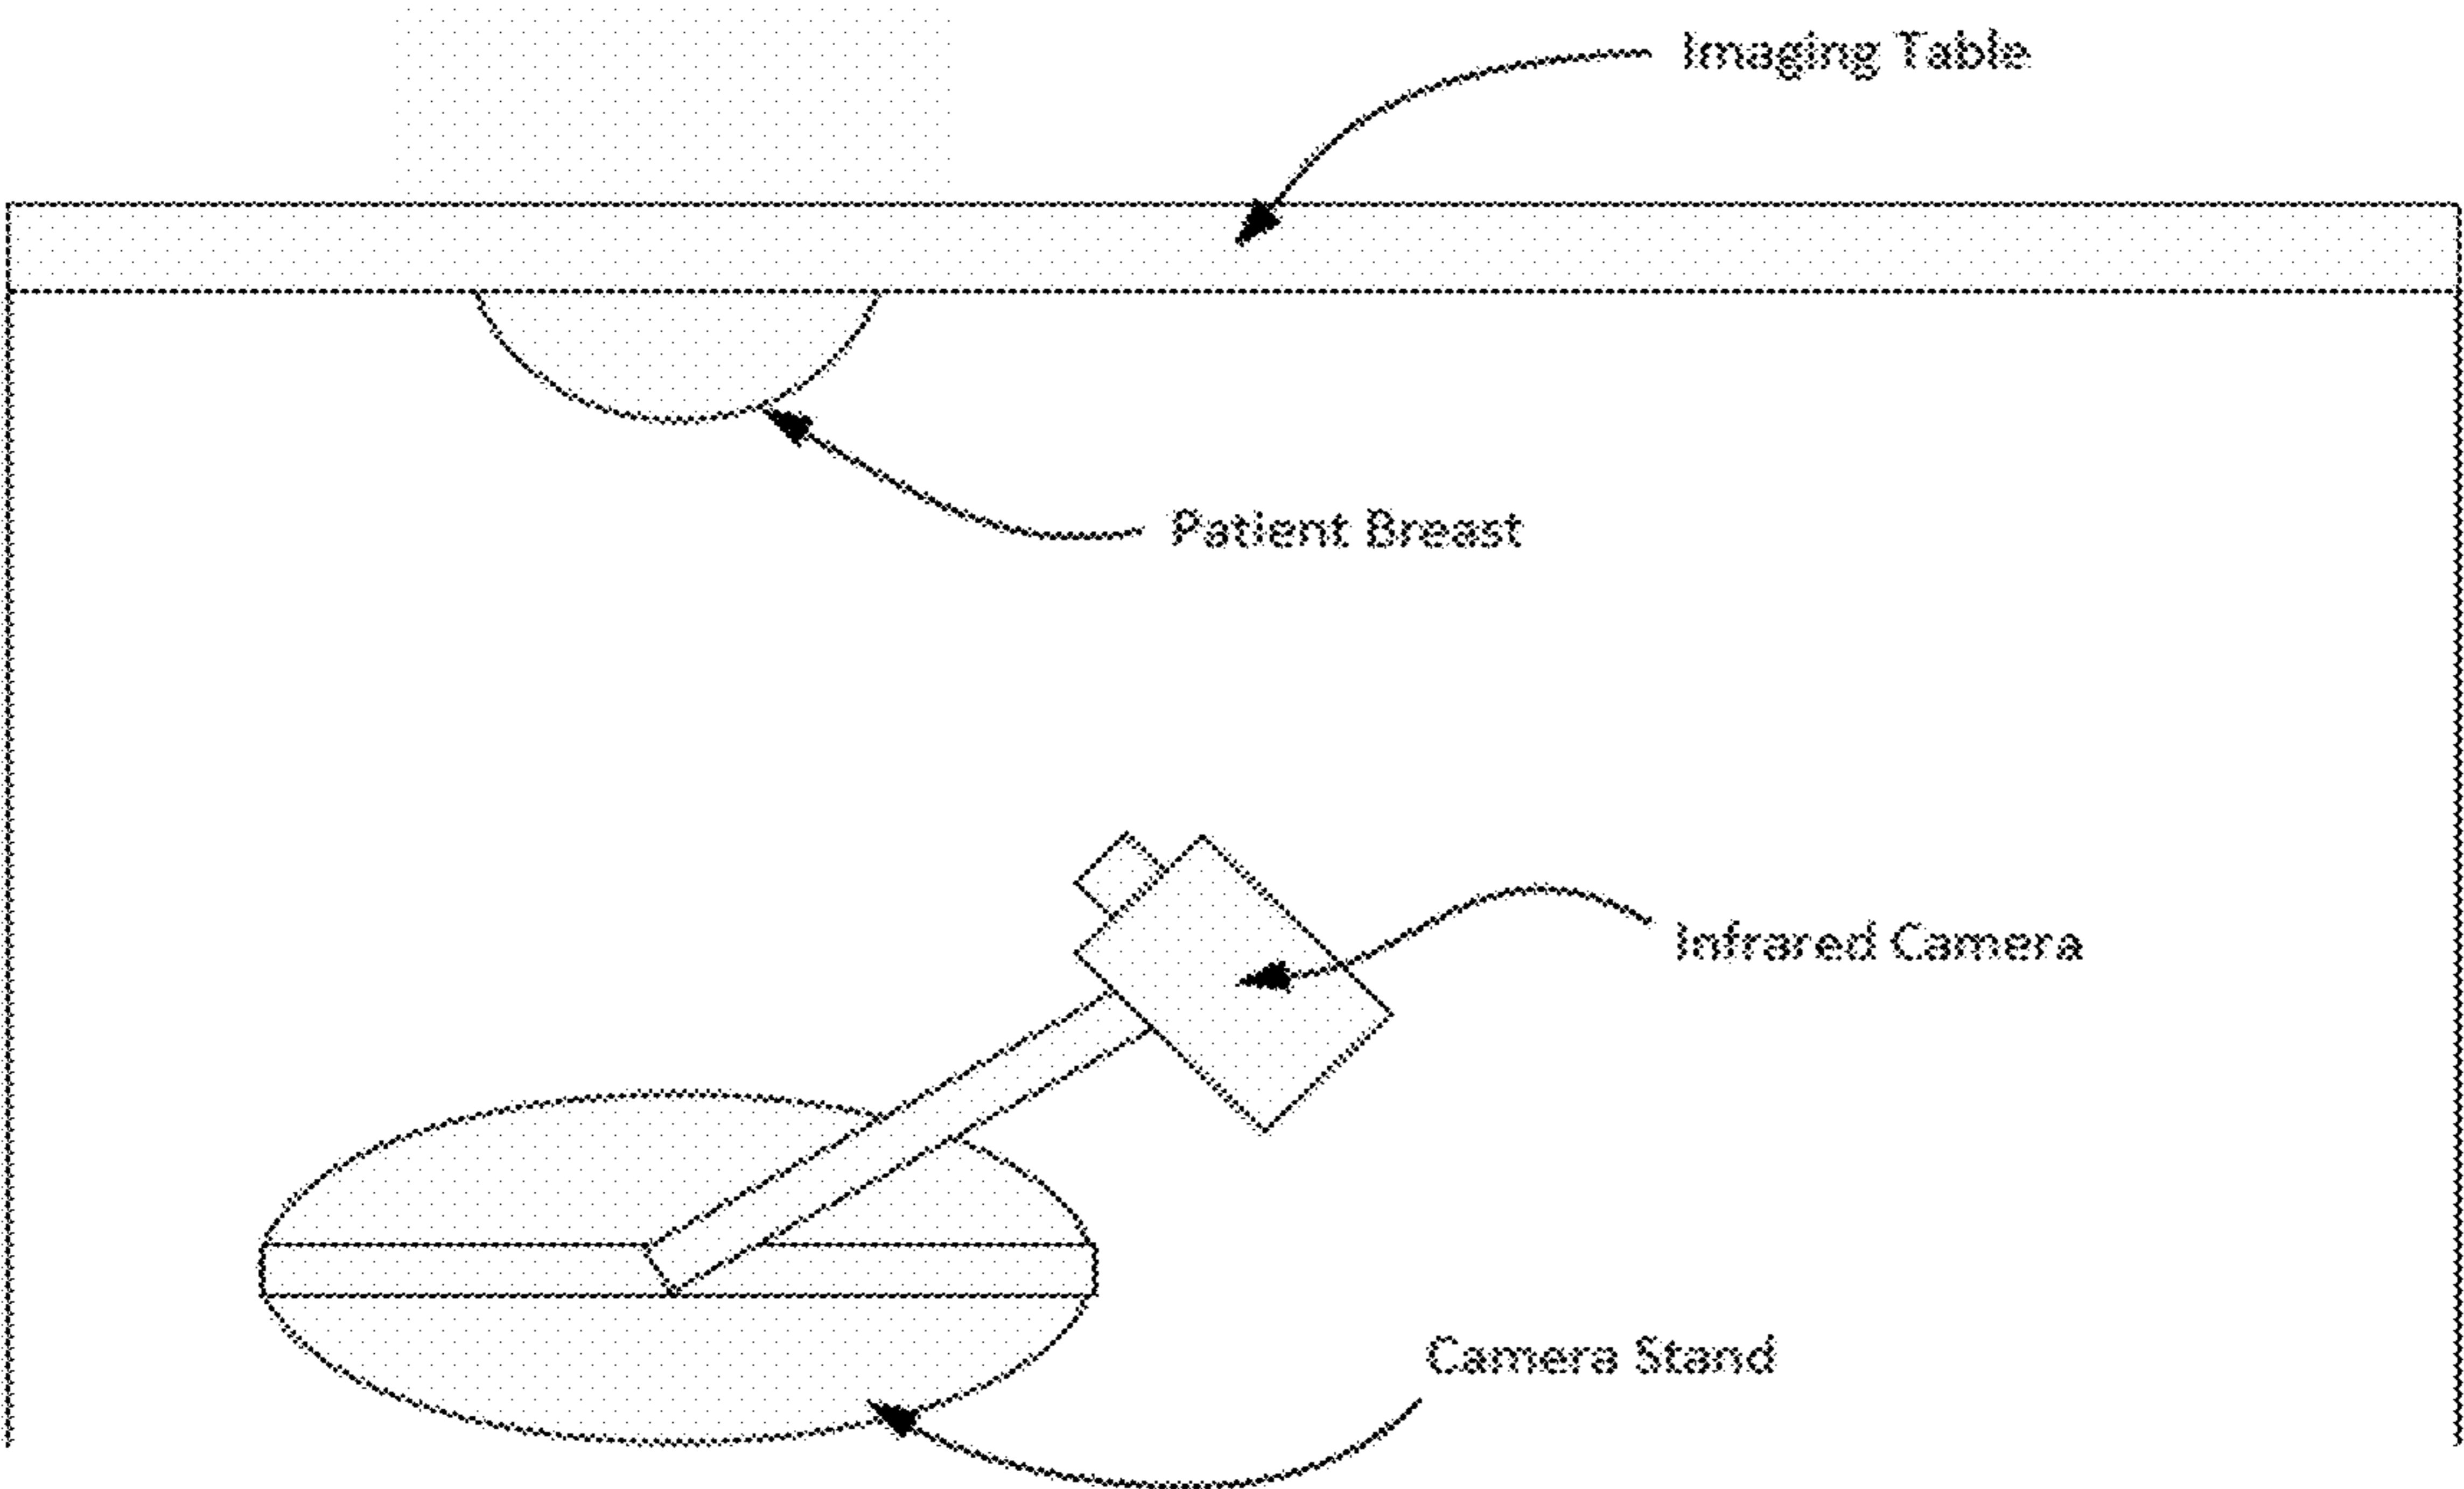 Imaging Table
Patient Breast
Infrared Camera
Camera Stand